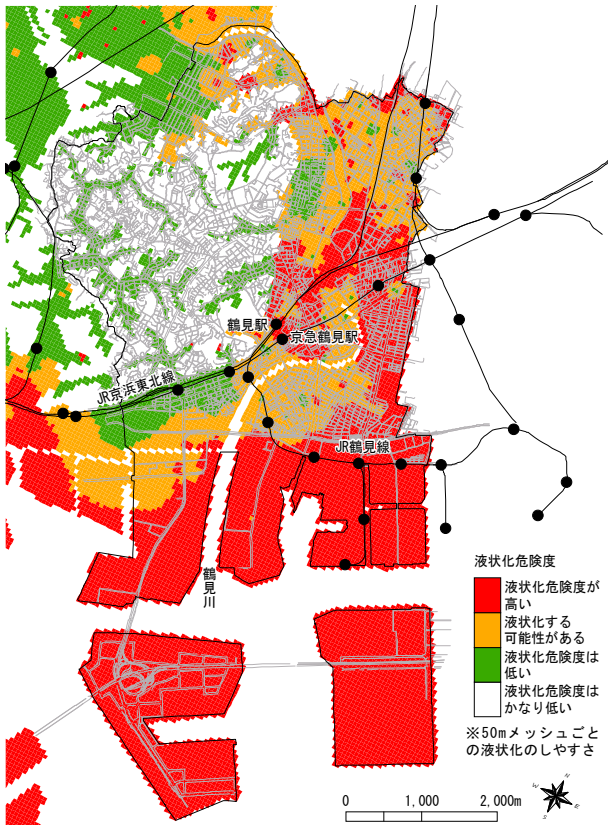 鶴見駅
京急鶴見駅
JR京浜東北線
JR鶴見線
鶴見川
液状化危険度
液状化危険度が
高い
液状化する
可能性がある
液状化危険度は
低い
液状化危険度は
かなり低い
※50mメッシュごと
の液状化のしやすさ
0 1,000 2,000m
N
W
E
S